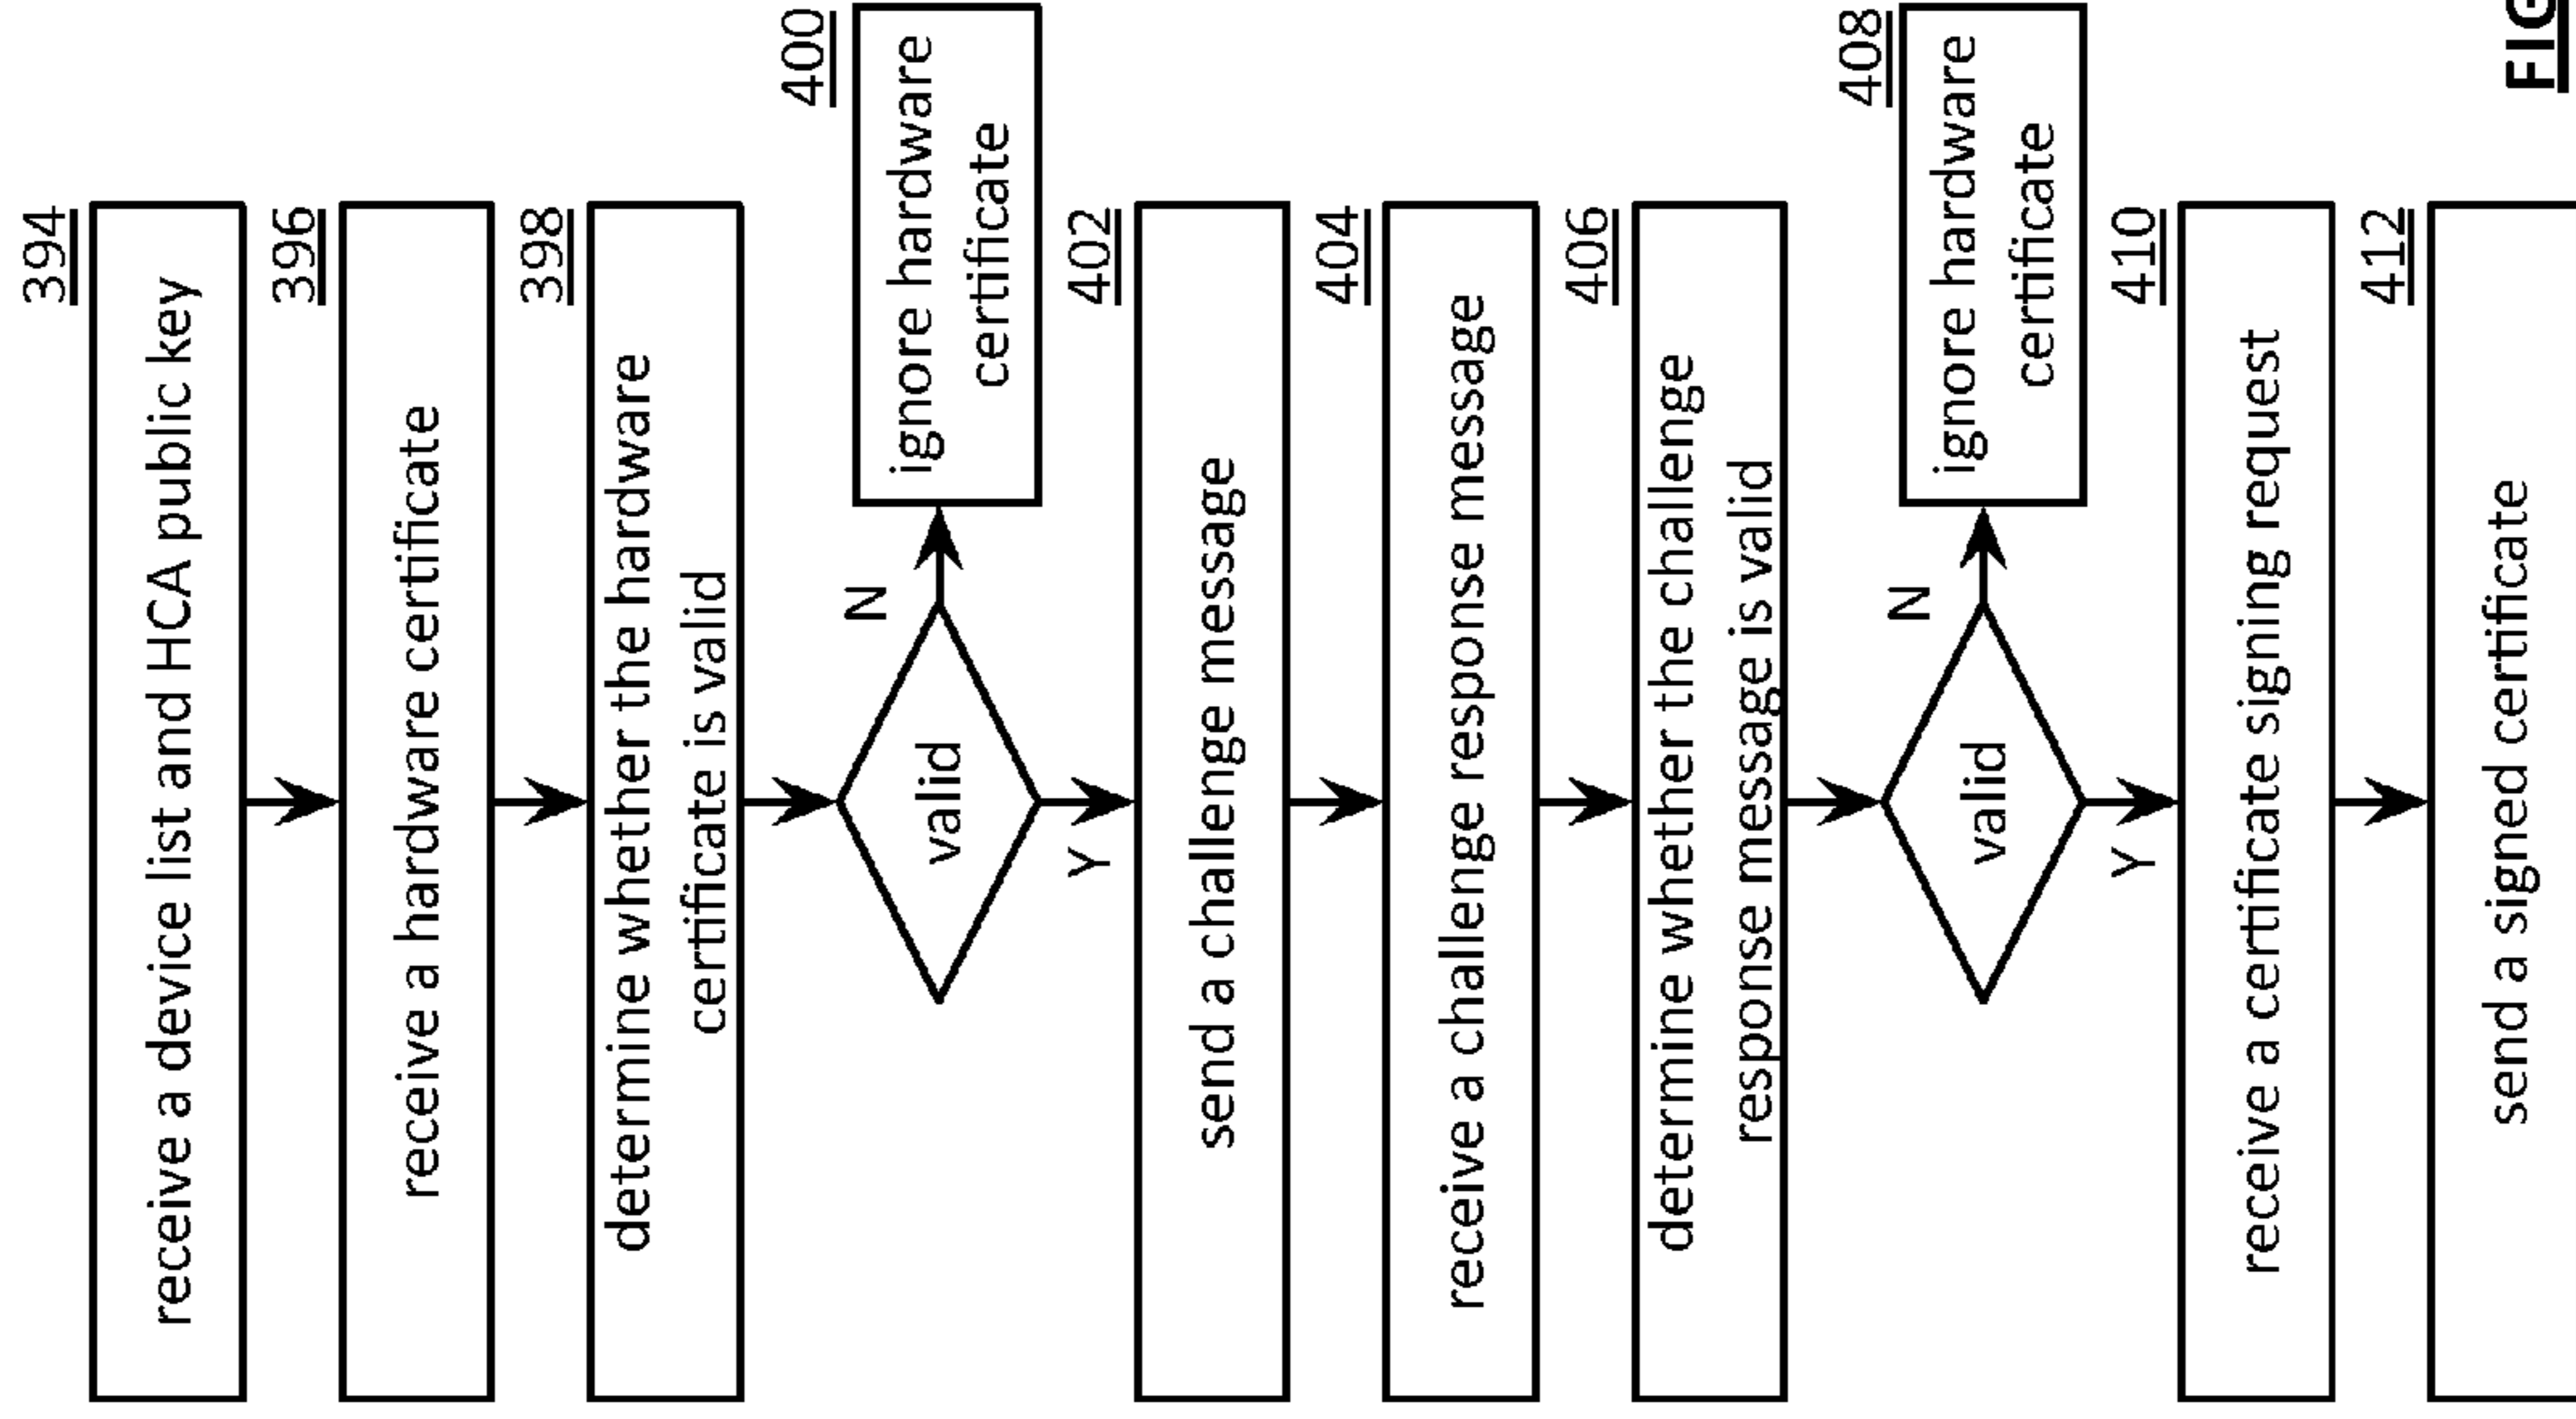 394
receive a device list and HCA public key
396
receive a hardware certificate
398
determine whether the hardware
certificate is valid
valid
N
400
ignore hardware
certificate
Y
402
send a challenge message
404
receive a challenge response message
406
determine whether the challenge
response message is valid
valid
N
408
ignore hardware
certificate
Y
410
receive a certificate signing request
412
send a signed certificate
FIG